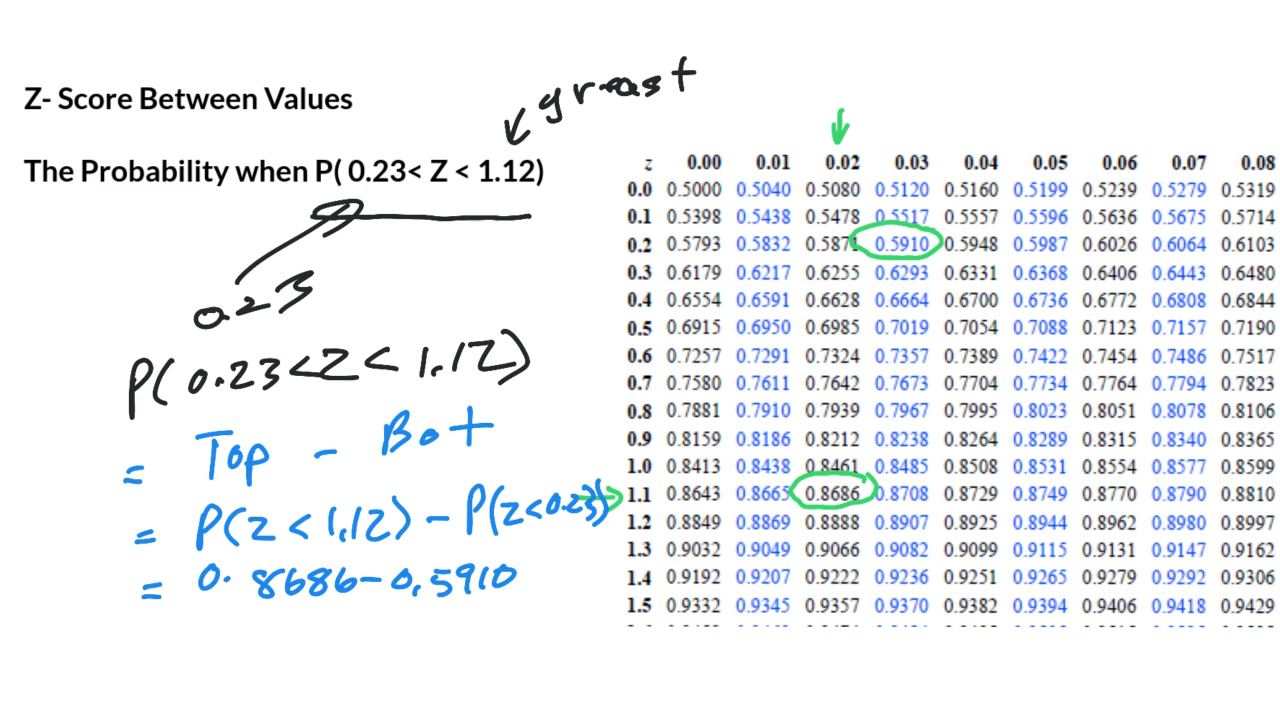 Z- Score Between Values
greast
The Probability when P( 0.23< Z < 1.12)
0.23
P( 0.23 < Z < 1.12)
= Top - Bot
= P(Z < 1.12) - P(Z<0.23)
= 0.8686-0.5910
z 0.00 0.01 0.02 0.03 0.04 0.05 0.06 0.07 0.08
0.0 0.5000 0.5040 0.5080 0.5120 0.5160 0.5199 0.5239 0.5279 0.5319
0.1 0.5398 0.5438 0.5478 0.5517 0.5557 0.5596 0.5636 0.5675 0.5714
0.2 0.5793 0.5832 0.5871 0.5910 0.5948 0.5987 0.6026 0.6064 0.6103
0.3 0.6179 0.6217 0.6255 0.6293 0.6331 0.6368 0.6406 0.6443 0.6480
0.4 0.6554 0.6591 0.6628 0.6664 0.6700 0.6736 0.6772 0.6808 0.6844
0.5 0.6915 0.6950 0.6985 0.7019 0.7054 0.7088 0.7123 0.7157 0.7190
0.6 0.7257 0.7291 0.7324 0.7357 0.7389 0.7422 0.7454 0.7486 0.7517
0.7 0.7580 0.7611 0.7642 0.7673 0.7704 0.7734 0.7764 0.7794 0.7823
0.8 0.7881 0.7910 0.7939 0.7967 0.7995 0.8023 0.8051 0.8078 0.8106
0.9 0.8159 0.8186 0.8212 0.8238 0.8264 0.8289 0.8315 0.8340 0.8365
1.0 0.8413 0.8438 0.8461 0.8485 0.8508 0.8531 0.8554 0.8577 0.8599
1.1 0.8643 0.8665 0.8686 0.8708 0.8729 0.8749 0.8770 0.8790 0.8810
1.2 0.8849 0.8869 0.8888 0.8907 0.8925 0.8944 0.8962 0.8980 0.8997
1.3 0.9032 0.9049 0.9066 0.9082 0.9099 0.9115 0.9131 0.9147 0.9162
1.4 0.9192 0.9207 0.9222 0.9236 0.9251 0.9265 0.9279 0.9292 0.9306
1.5 0.9332 0.9345 0.9357 0.9370 0.9382 0.9394 0.9406 0.9418 0.9429